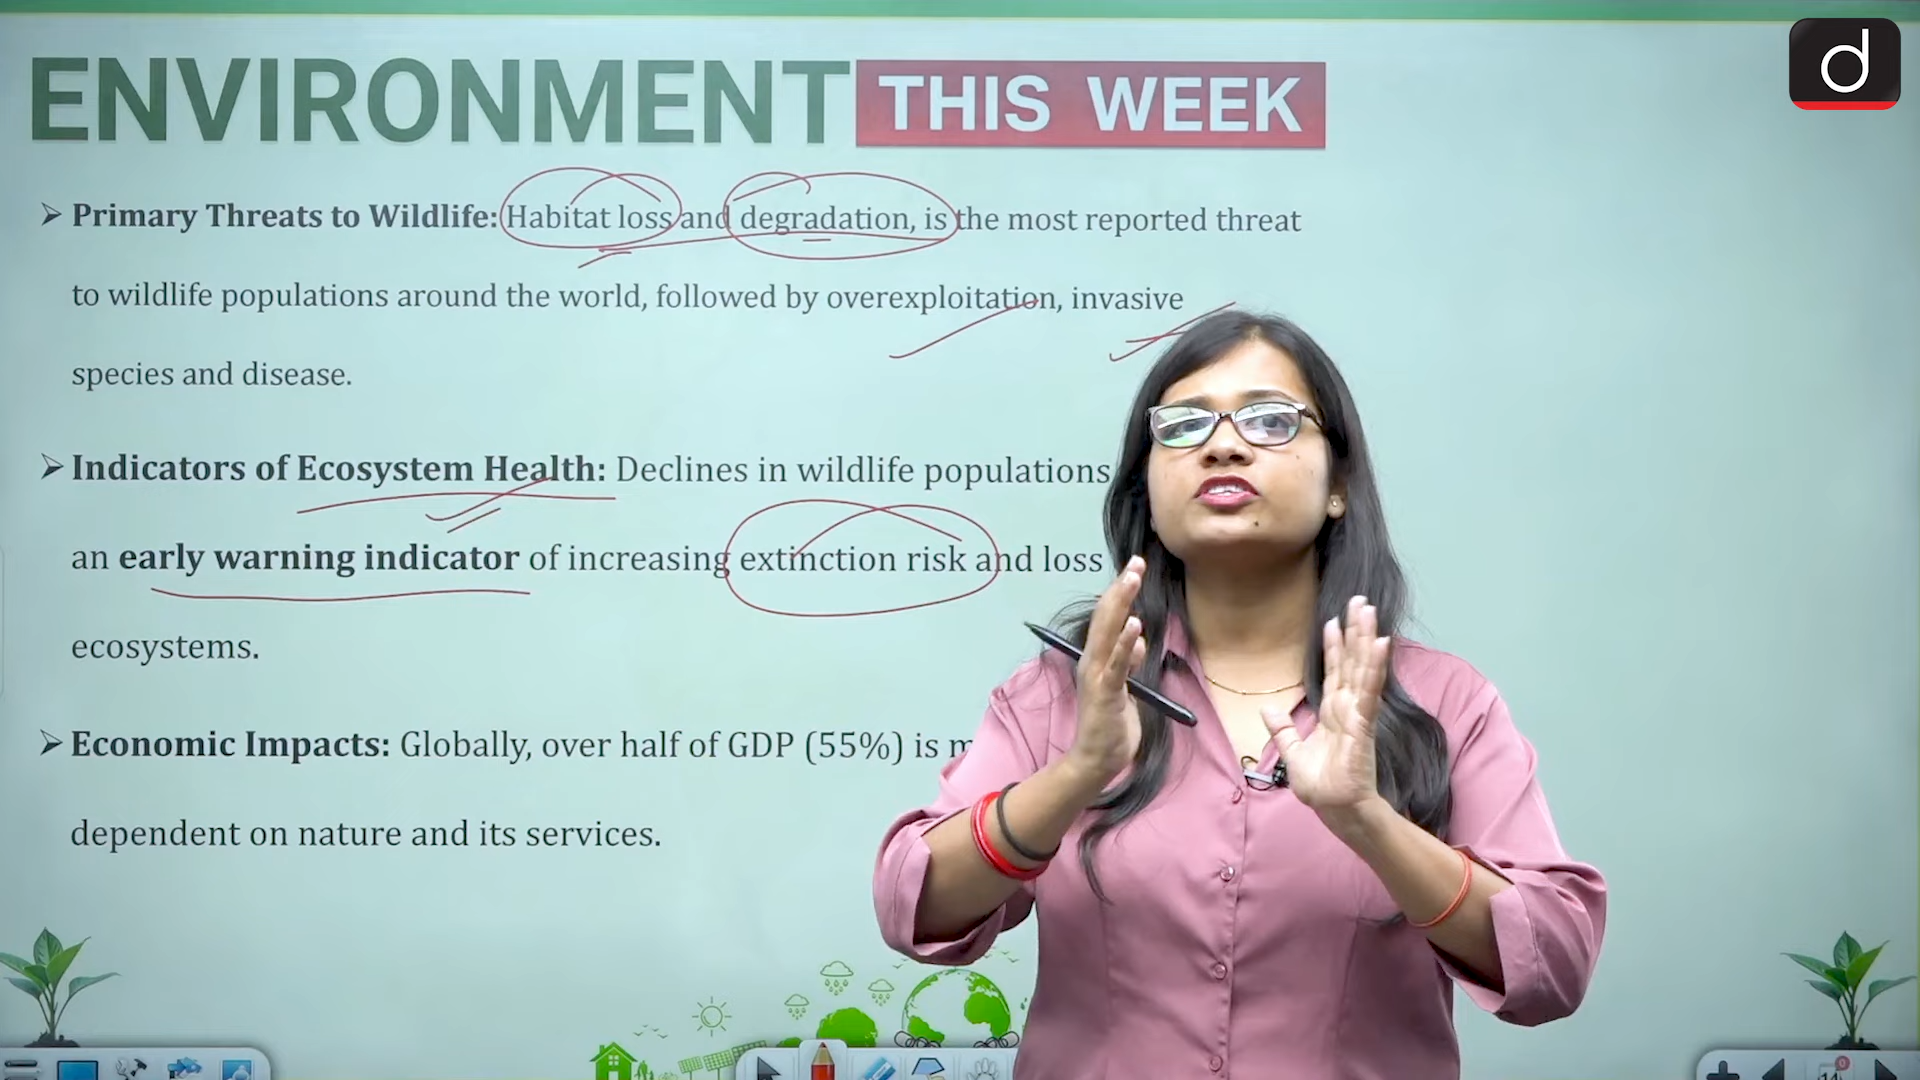 ENVIRONMENT THIS WEEK
d
➢ Primary Threats to Wildlife: Habitat loss and degradation, is the most reported threat
to wildlife populations around the world, followed by overexploitation, invasive
species and disease.
➢ Indicators of Ecosystem Health: Declines in wildlife populations
an early warning indicator of increasing extinction risk and loss
ecosystems.
➢ Economic Impacts: Globally, over half of GDP (55%) is
dependent on nature and its services.